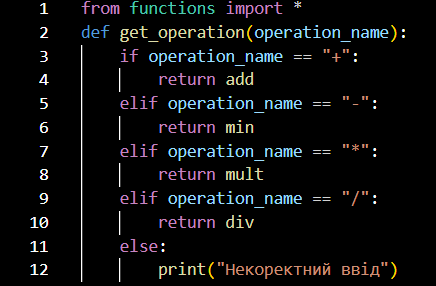 1 from functions import *
2 def get_operation(operation_name):
3     if operation_name == "+":
4         return add
5     elif operation_name == "-":
6         return min
7     elif operation_name == "*":
8         return mult
9     elif operation_name == "/":
10         return div
11     else:
12         print("Некоректний ввід")